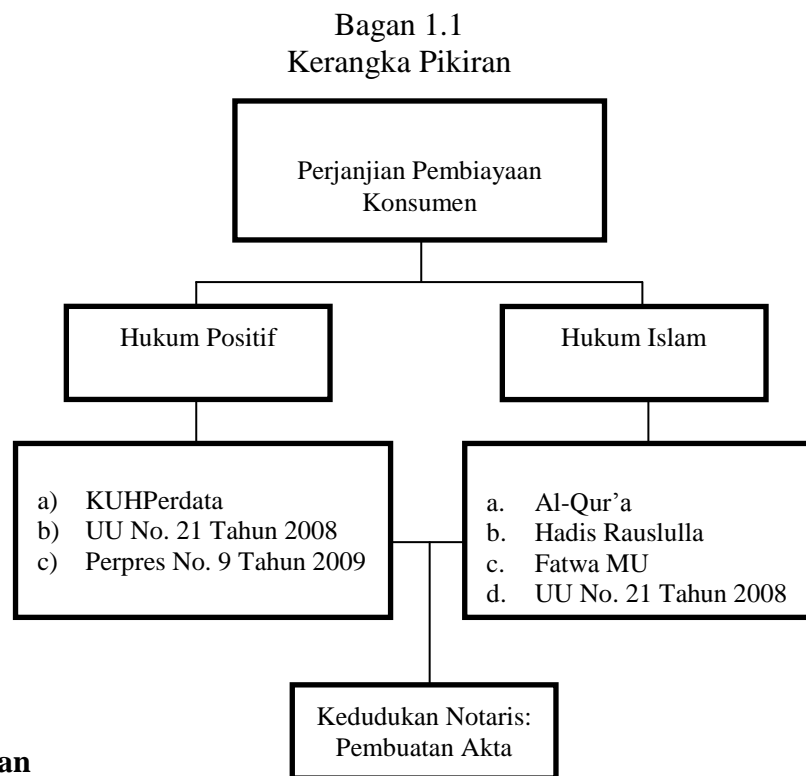 Bagan 1.1
Kerangka Pikiran
Perjanjian Pembiayaan
Konsumen
Hukum Positif
Hukum Islam
a) KUHPerdata
b) UU No. 21 Tahun 2008
c) Perpres No. 9 Tahun 2009
a. Al-Qur’a
b. Hadis Rauslulla
c. Fatwa MU
d. UU No. 21 Tahun 2008
Kedudukan Notaris:
Pembuatan Akta
an